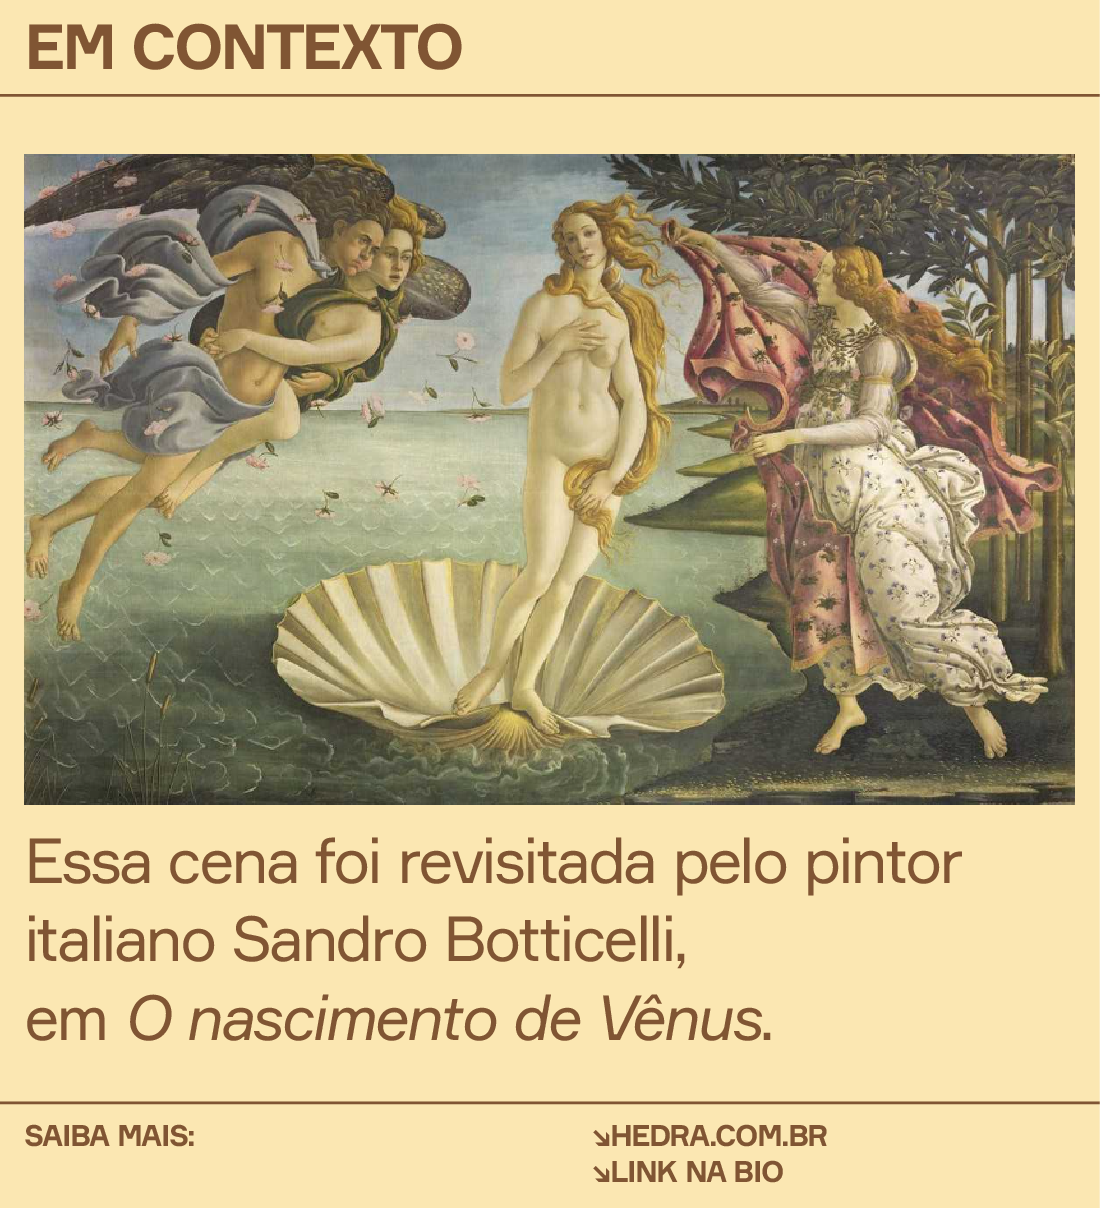 EM CONTEXTO
Essa cena foi revisitada pelo pintor
italiano Sandro Botticelli,
em O nascimento de Vênus.
SAIBA MAIS:
↘HEDRA.COM.BR
↘LINK NA BIO